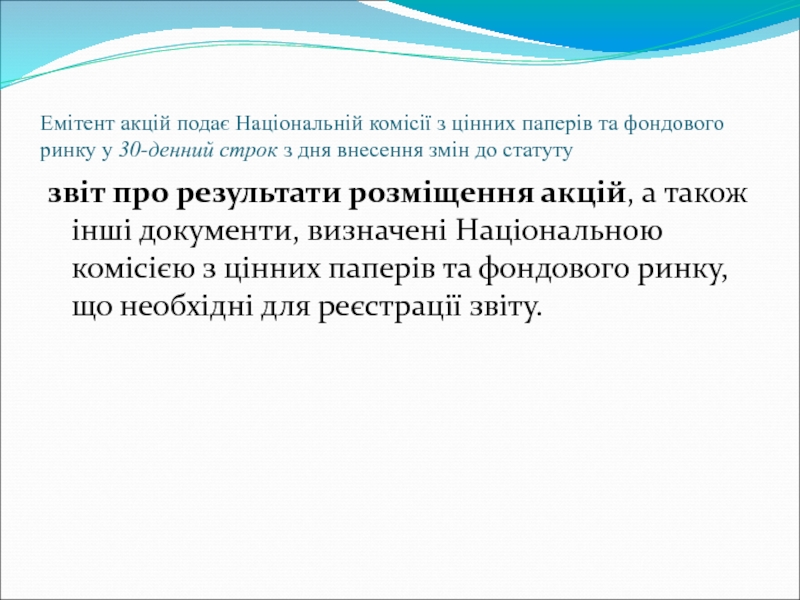 Емітент акцій подає Національній комісії з цінних паперів та фондового
ринку у 30-денний строк з дня внесення змін до статуту
звіт про результати розміщення акцій, а також
інші документи, визначені Національною
комісією з цінних паперів та фондового ринку,
що необхідні для реєстрації звіту.